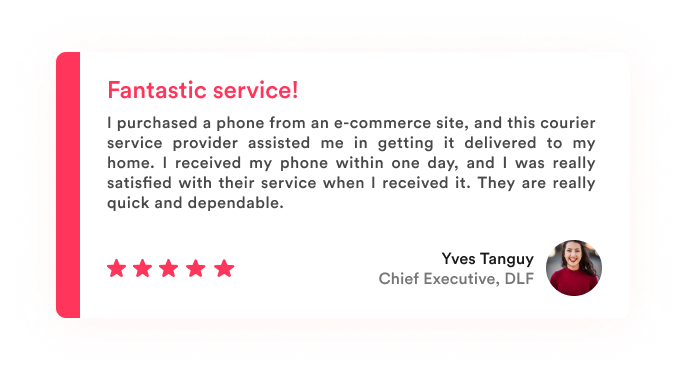 Fantastic service!
I purchased a phone from an e-commerce site, and this courier
service provider assisted me in getting it delivered to my
home. I received my phone within one day, and I was really
satisfied with their service when I received it. They are really
quick and dependable.
Yves Tanguy
Chief Executive, DLF